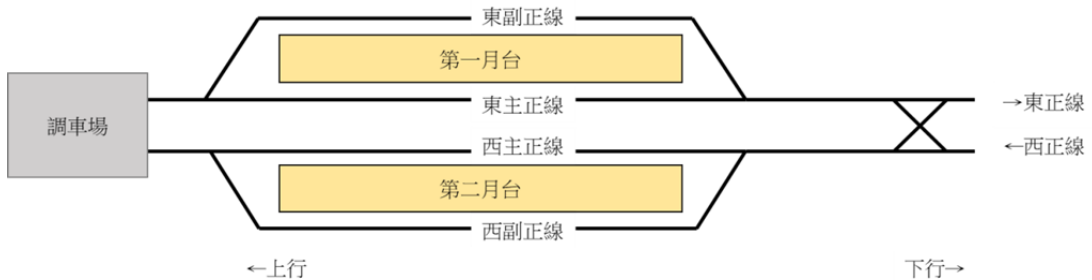 東副正線
第一月台
調車場
東主正線
→東正線
西主正線
←西正線
第二月台
西副正線
←上行
下行→